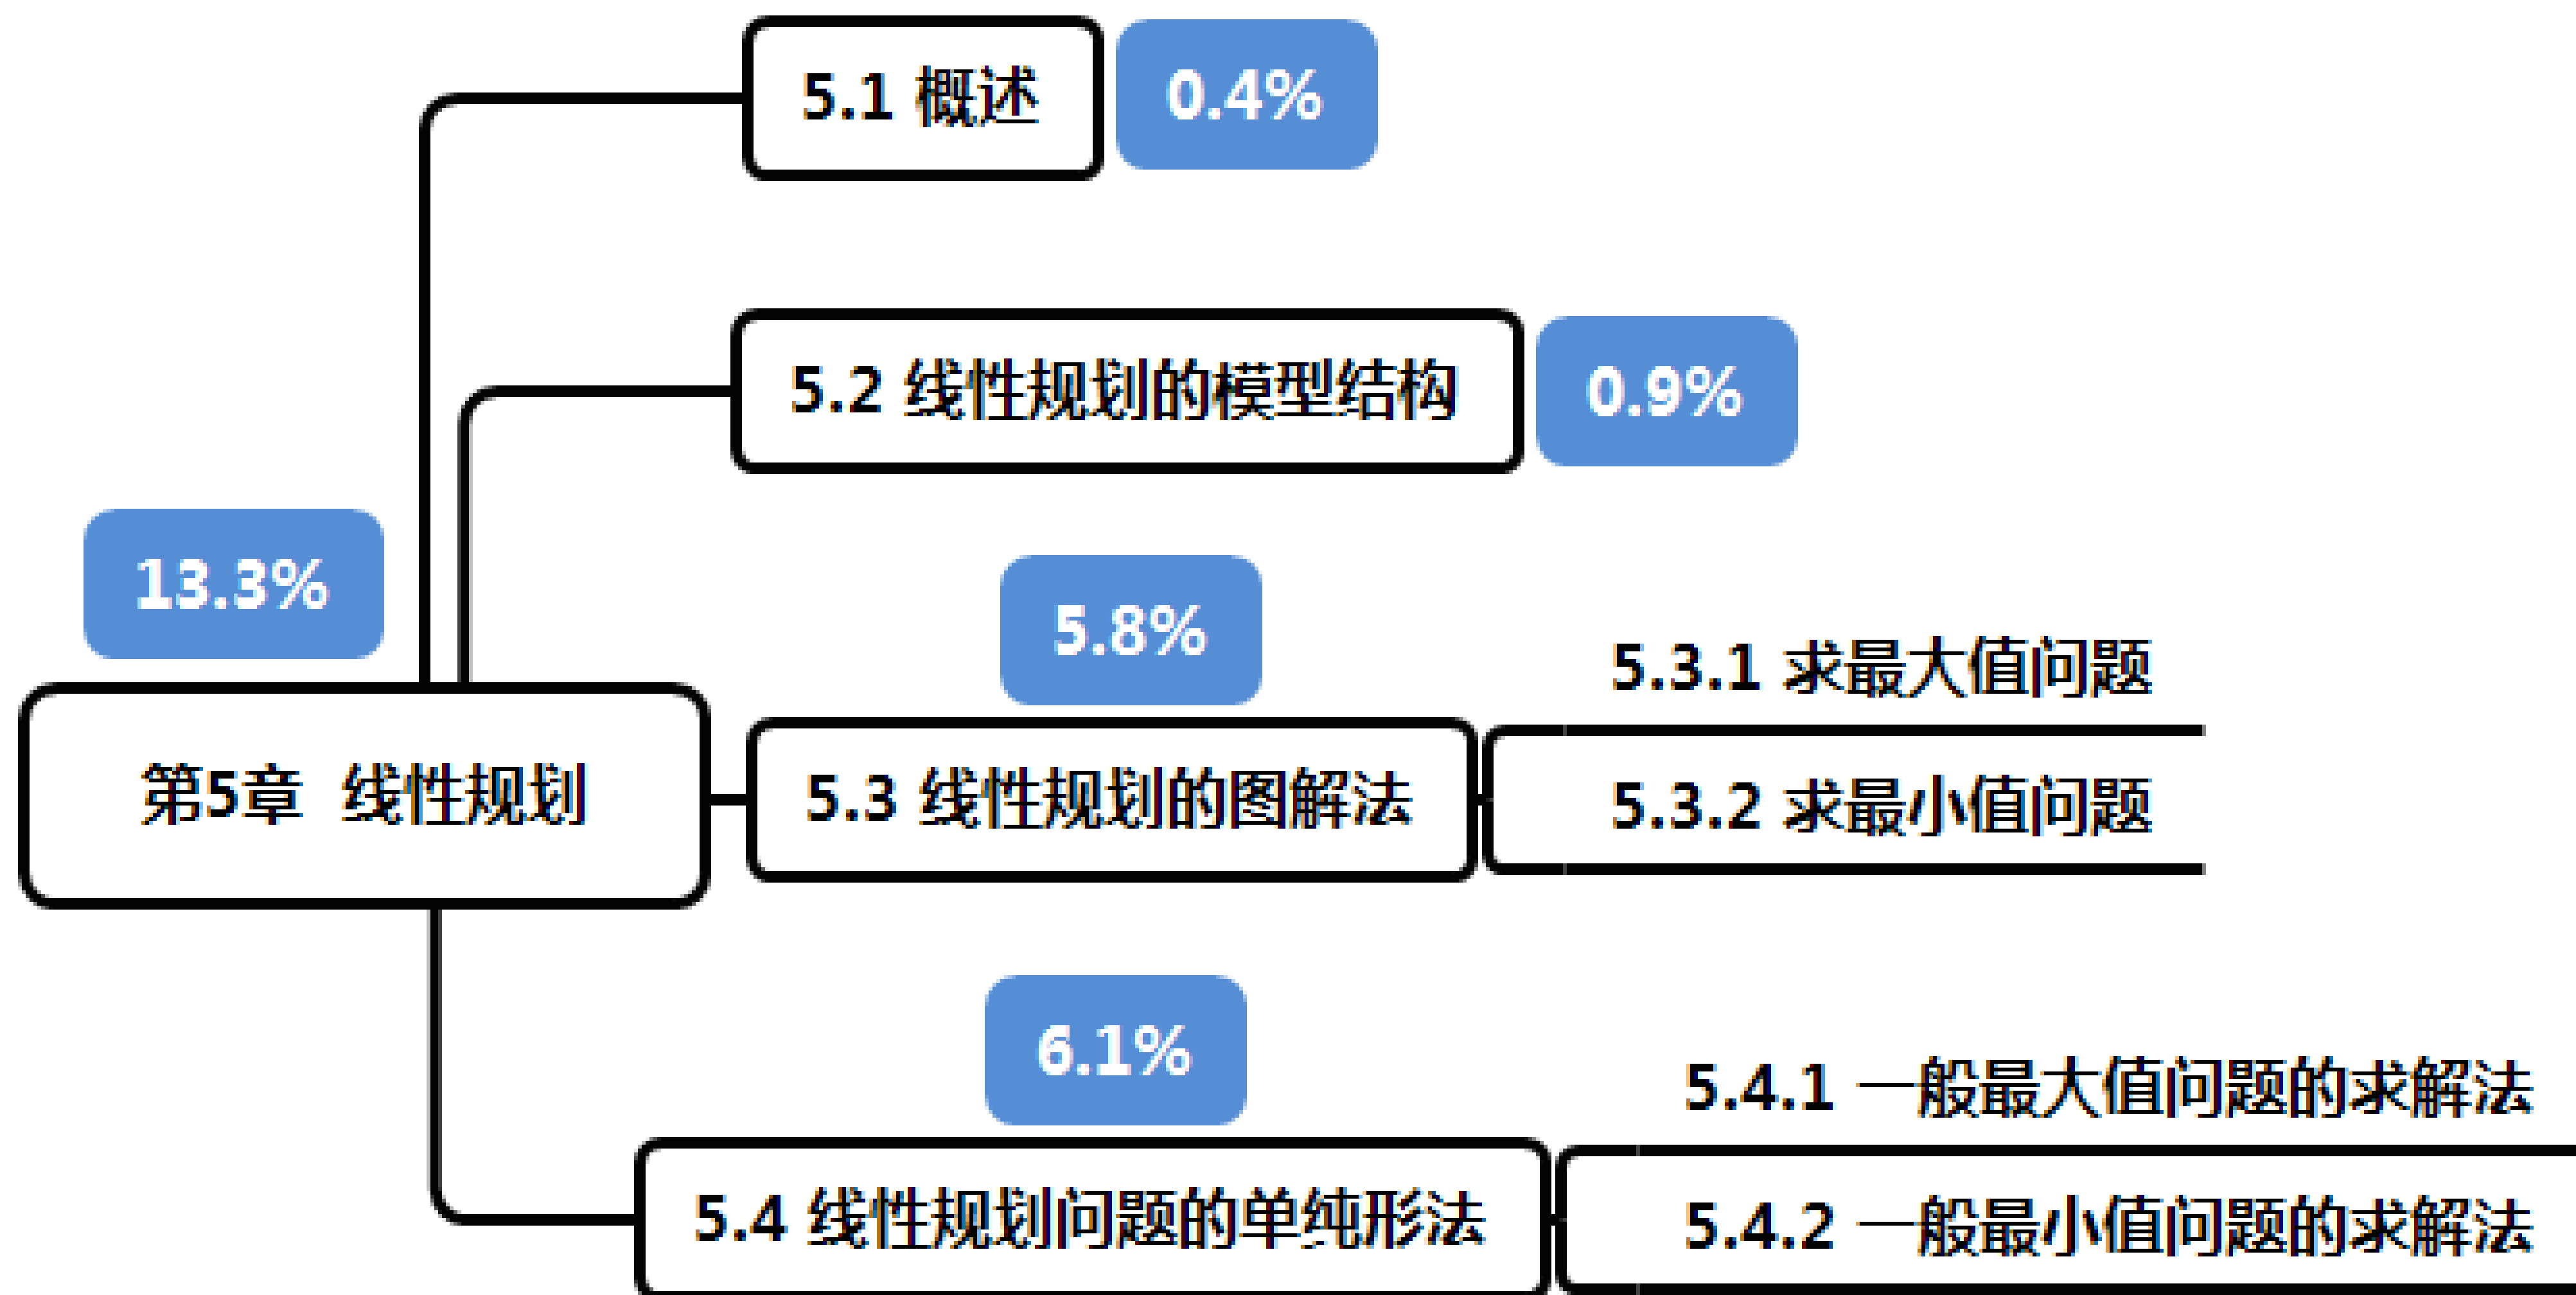 5.1 概述
0.4%
5.2 线性规划的模型结构
0.9%
13.3%
第5章 线性规划
5.8%
5.3 线性规划的图解法
5.3.1 求最大值问题
5.3.2 求最小值问题
6.1%
5.4 线性规划问题的单纯形法
5.4.1 一般最大值问题的求解法
5.4.2 一般最小值问题的求解法